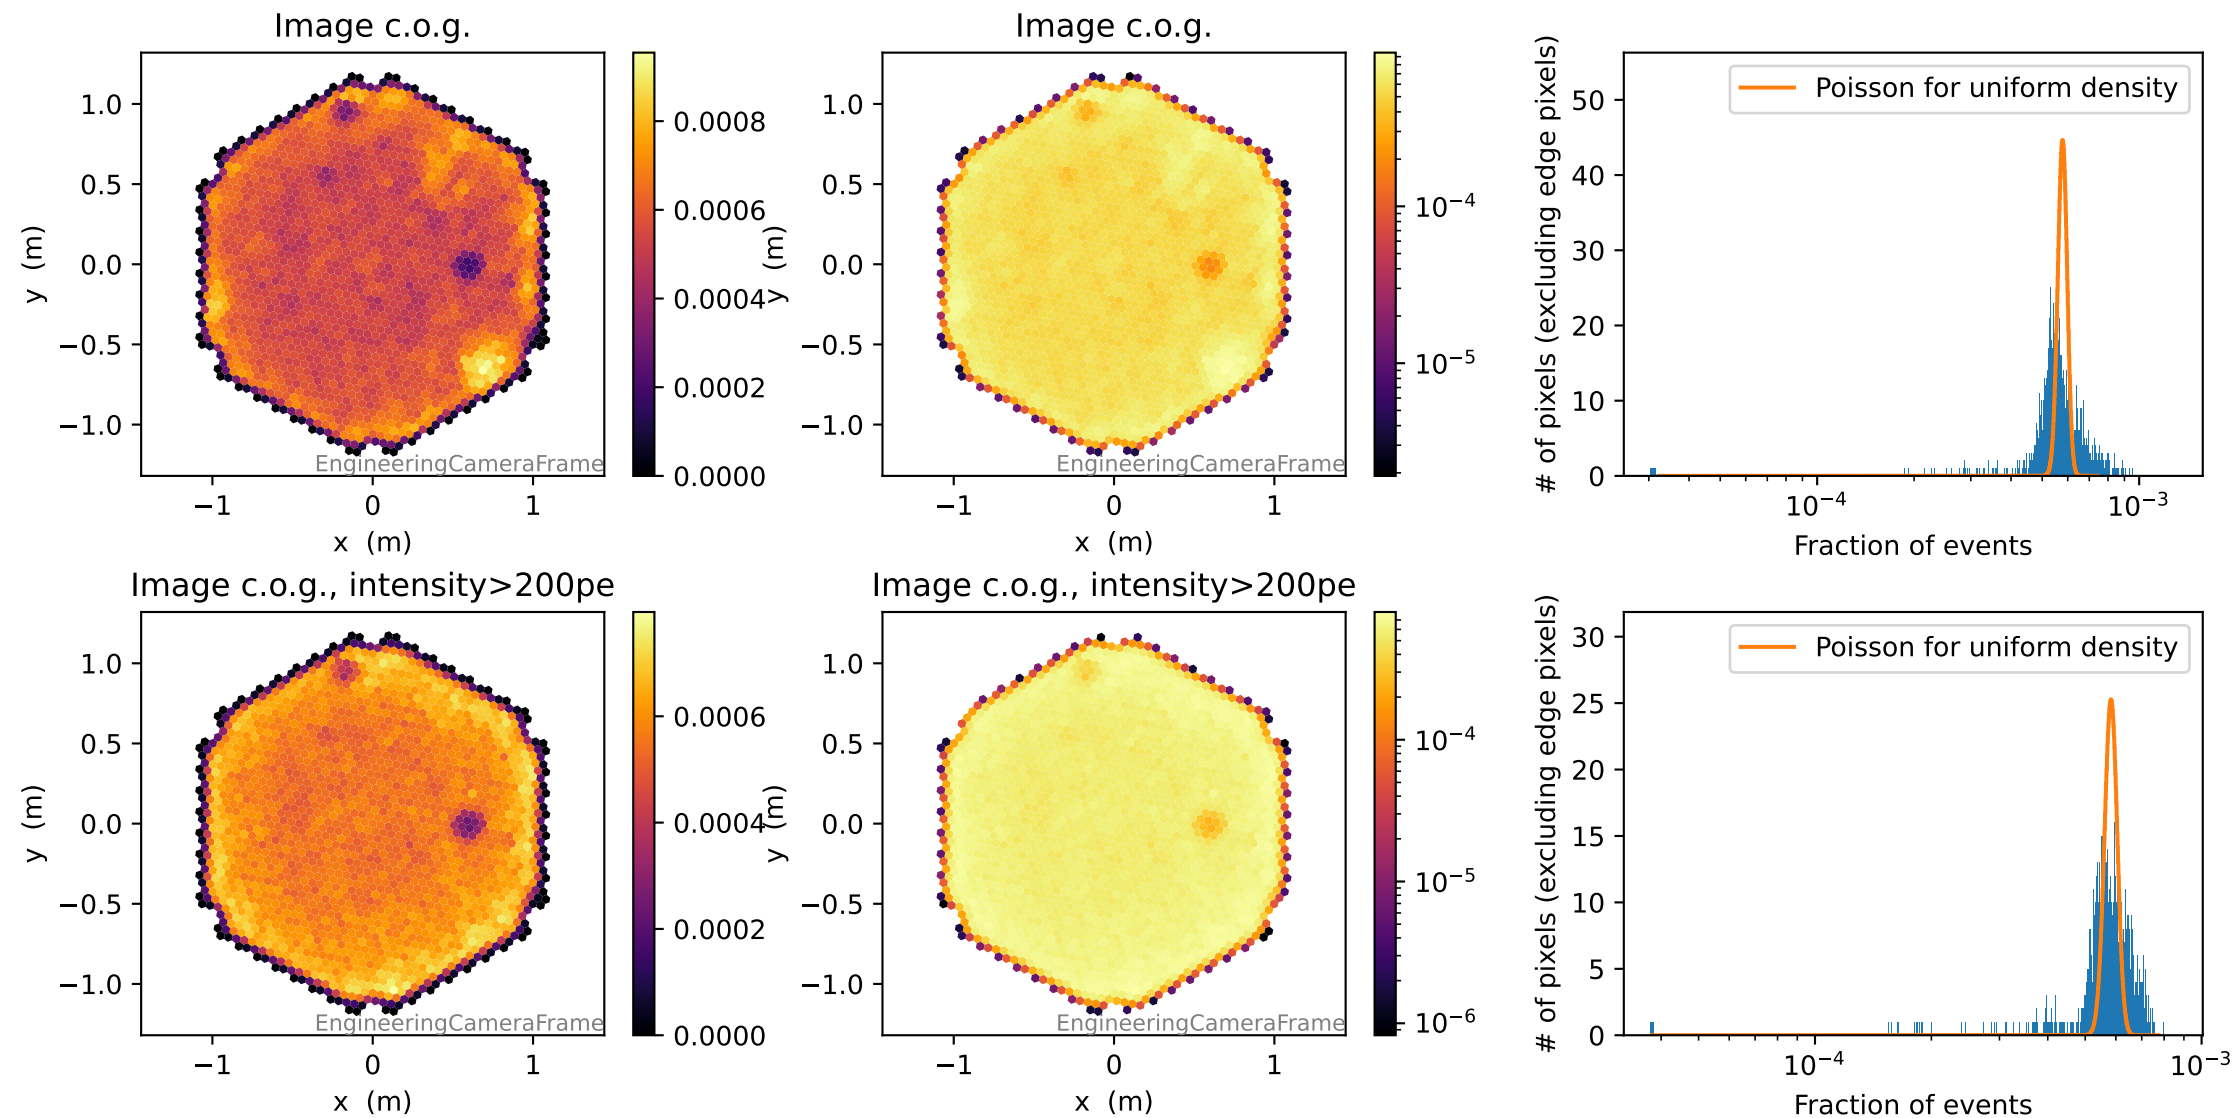 Image c.o.g.
1.0
0.5
0.0
−0.5
−1.0
y (m)
−1 0 1
x (m)
EngineeringCameraFrame
0.0008
0.0006
0.0004
0.0002
0.0000
Image c.o.g.
1.0
0.5
0.0
−0.5
−1.0
y (m)
−1 0 1
x (m)
EngineeringCameraFrame
10⁻⁴
10⁻⁵
Poisson for uniform density
# of pixels (excluding edge pixels)
50
40
30
20
10
0
10⁻⁴ 10⁻³
Fraction of events
Image c.o.g., intensity>200pe
1.0
0.5
0.0
−0.5
−1.0
y (m)
−1 0 1
x (m)
EngineeringCameraFrame
0.0006
0.0004
0.0002
0.0000
Image c.o.g., intensity>200pe
1.0
0.5
0.0
−0.5
−1.0
y (m)
−1 0 1
x (m)
EngineeringCameraFrame
10⁻⁴
10⁻⁵
10⁻⁶
Poisson for uniform density
# of pixels (excluding edge pixels)
30
25
20
15
10
5
0
10⁻⁴ 10⁻³
Fraction of events